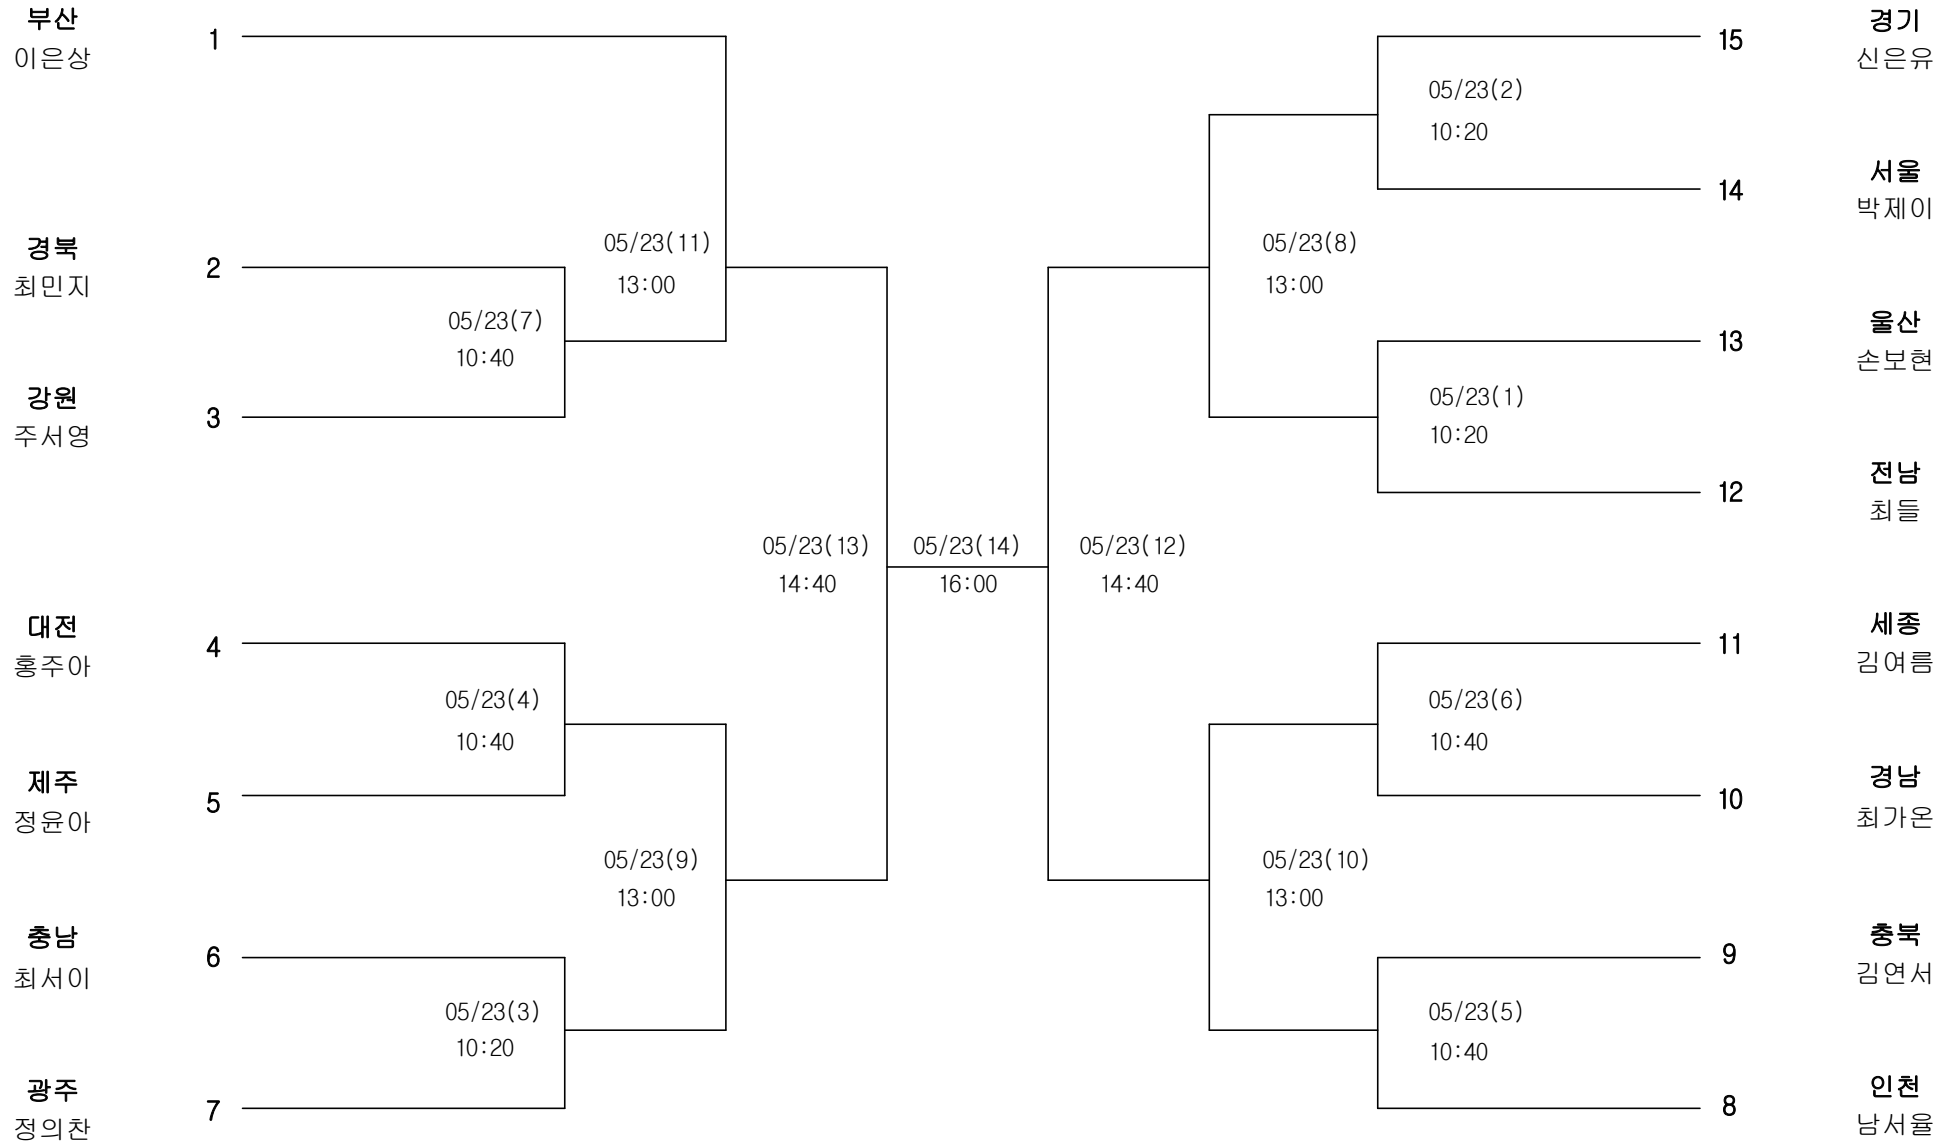 부산
이은상
1
경북
최민지
2
05/23(11)
13:00
05/23(7)
10:40
강원
주서영
3
05/23(13)
14:40
대전
홍주아
4
05/23(4)
10:40
제주
정윤아
5
05/23(9)
13:00
충남
최서이
6
05/23(3)
10:20
광주
정의찬
7
05/23(14)
16:00
경기
신은유
15
05/23(2)
10:20
서울
박제이
14
05/23(8)
13:00
울산
손보현
13
05/23(1)
10:20
전남
최들
12
05/23(12)
14:40
세종
김여름
11
05/23(6)
10:40
경남
최가온
10
05/23(10)
13:00
충북
김연서
9
05/23(5)
10:40
인천
남서율
8